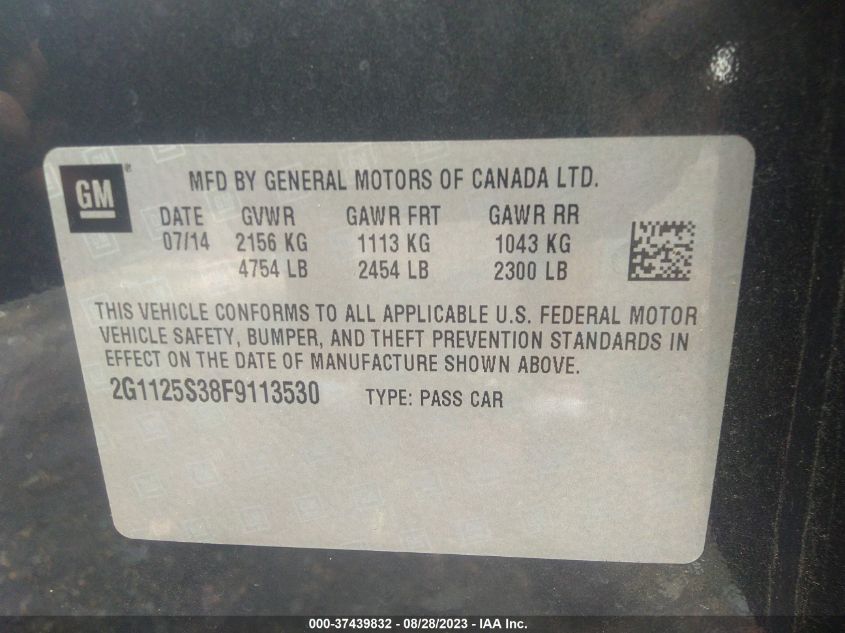 GM®
MFD BY GENERAL MOTORS OF CANADA LTD.
DATE GVWR GAWR FRT GAWR RR
07/14 2156 KG 1113 KG 1043 KG
4754 LB 2454 LB 2300 LB
THIS VEHICLE CONFORMS TO ALL APPLICABLE U.S. FEDERAL MOTOR
VEHICLE SAFETY, BUMPER, AND THEFT PREVENTION STANDARDS IN
EFFECT ON THE DATE OF MANUFACTURE SHOWN ABOVE.
2G1125S38F9113530 TYPE: PASS CAR
000-37439832 - 08/28/2023 - IAA Inc.